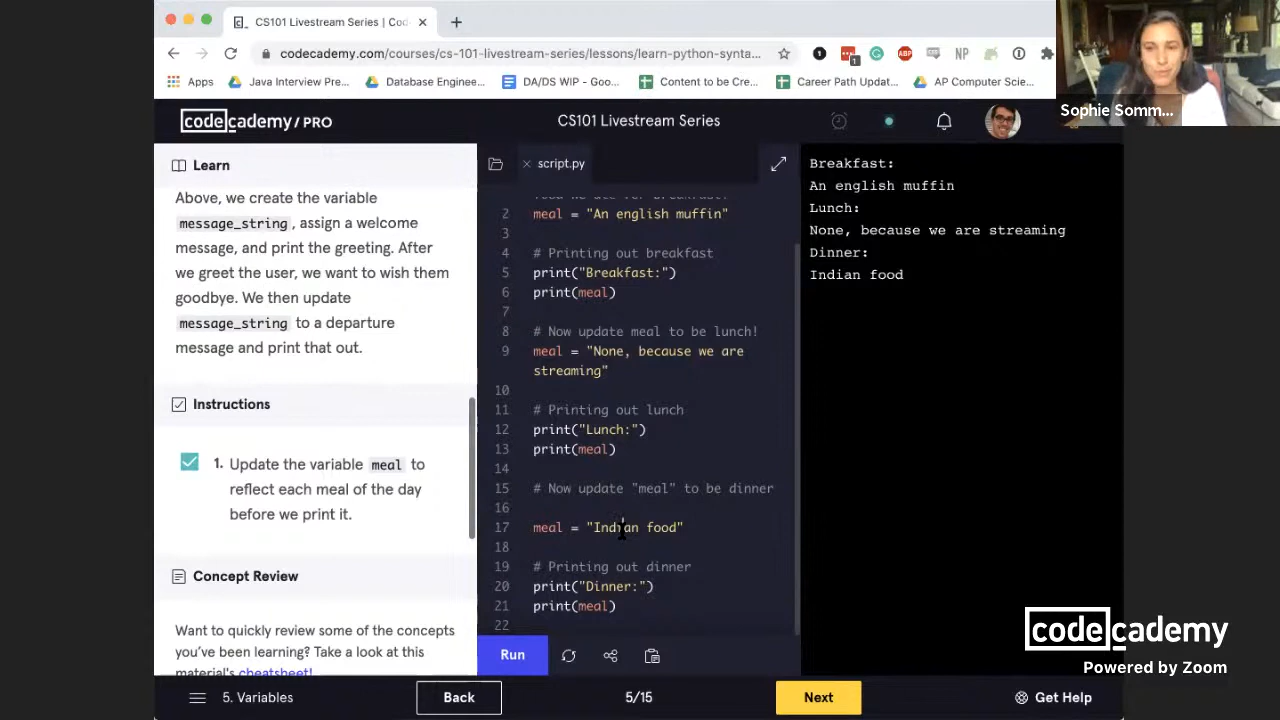 CS101 Livestream Series | Cod
codecademy.com/courses/cs-101-livestream-series/lessons/learn-python-synta...
1
ABP
NP
Apps
Java Interview Pre...
Database Enginee...
DA/DS WIP - Goo...
Content to be Cre...
Career Path Updat...
AP Computer Scie...
Sophie Somm...
codecademy / PRO
CS101 Livestream Series
Learn
Above, we create the variable
message_string, assign a welcome
message, and print the greeting. After
we greet the user, we want to wish them
goodbye. We then update
message_string to a departure
message and print that out.
Instructions
1. Update the variable meal to
reflect each meal of the day
before we print it.
Concept Review
Want to quickly review some of the concepts
you've been learning? Take a look at this
material's cheatsheet!
script.py
2 meal = "An english muffin"
3
4 # Printing out breakfast
5 print("Breakfast:")
6 print(meal)
7
8 # Now update meal to be lunch!
9 meal = "None, because we are
streaming"
10
11 # Printing out lunch
12 print("Lunch:")
13 print(meal)
14
15 # Now update "meal" to be dinner
16
17 meal = "Indian food"
18
19 # Printing out dinner
20 print("Dinner:")
21 print(meal)
22
Run
Breakfast:
An english muffin
Lunch:
None, because we are streaming
Dinner:
Indian food
codecademy
Powered by Zoom
5. Variables
Back
5/15
Next
Get Help